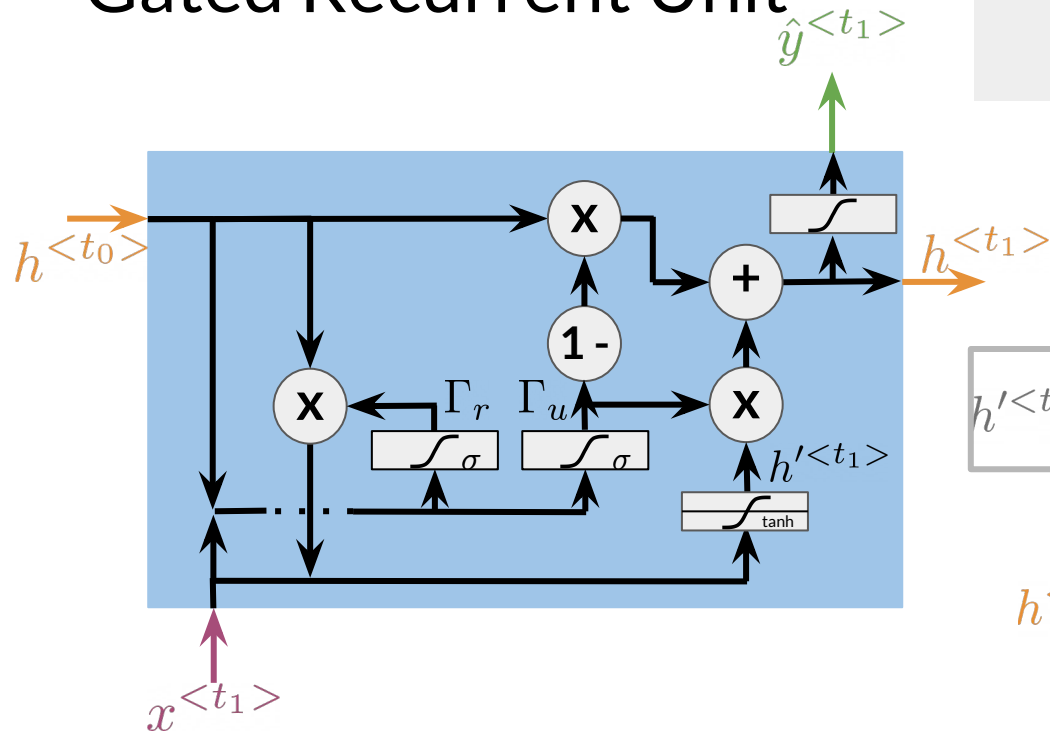 Gated Recurrent Unit
ŷ^{<t₁>}
h^{<t₀>}
x
h^{<t₁>}
+
1 -
x
Γᵣ
Γᵤ
x
σ
σ
h′^{<t₁>}
h′^{<t
tanh
h
x^{<t₁>}